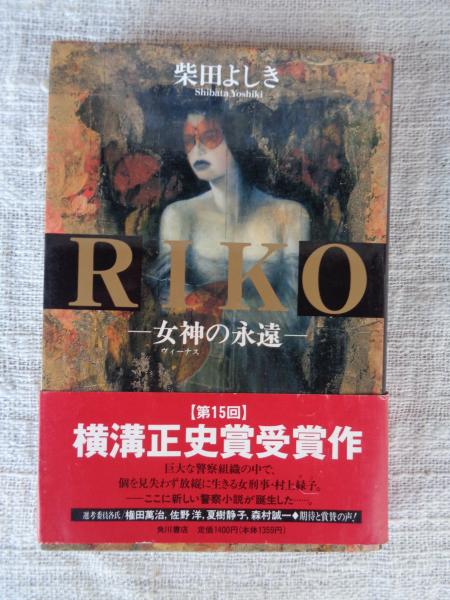 柴田よしき
Shibata Yoshiki
RIKO
—女神の永遠—
ヴィーナス
【第15回】
横溝正史賞受賞作
巨大な警察組織の中で、
個を見失わず放縦に生きる女刑事・村上緑子。
——ここに新しい警察小説が誕生した……。
選考委員各氏/権田萬治、佐野 洋、夏樹静子、森村誠一◆期待と賞賛の声!
角川書店 定価1400円(本体1359円)